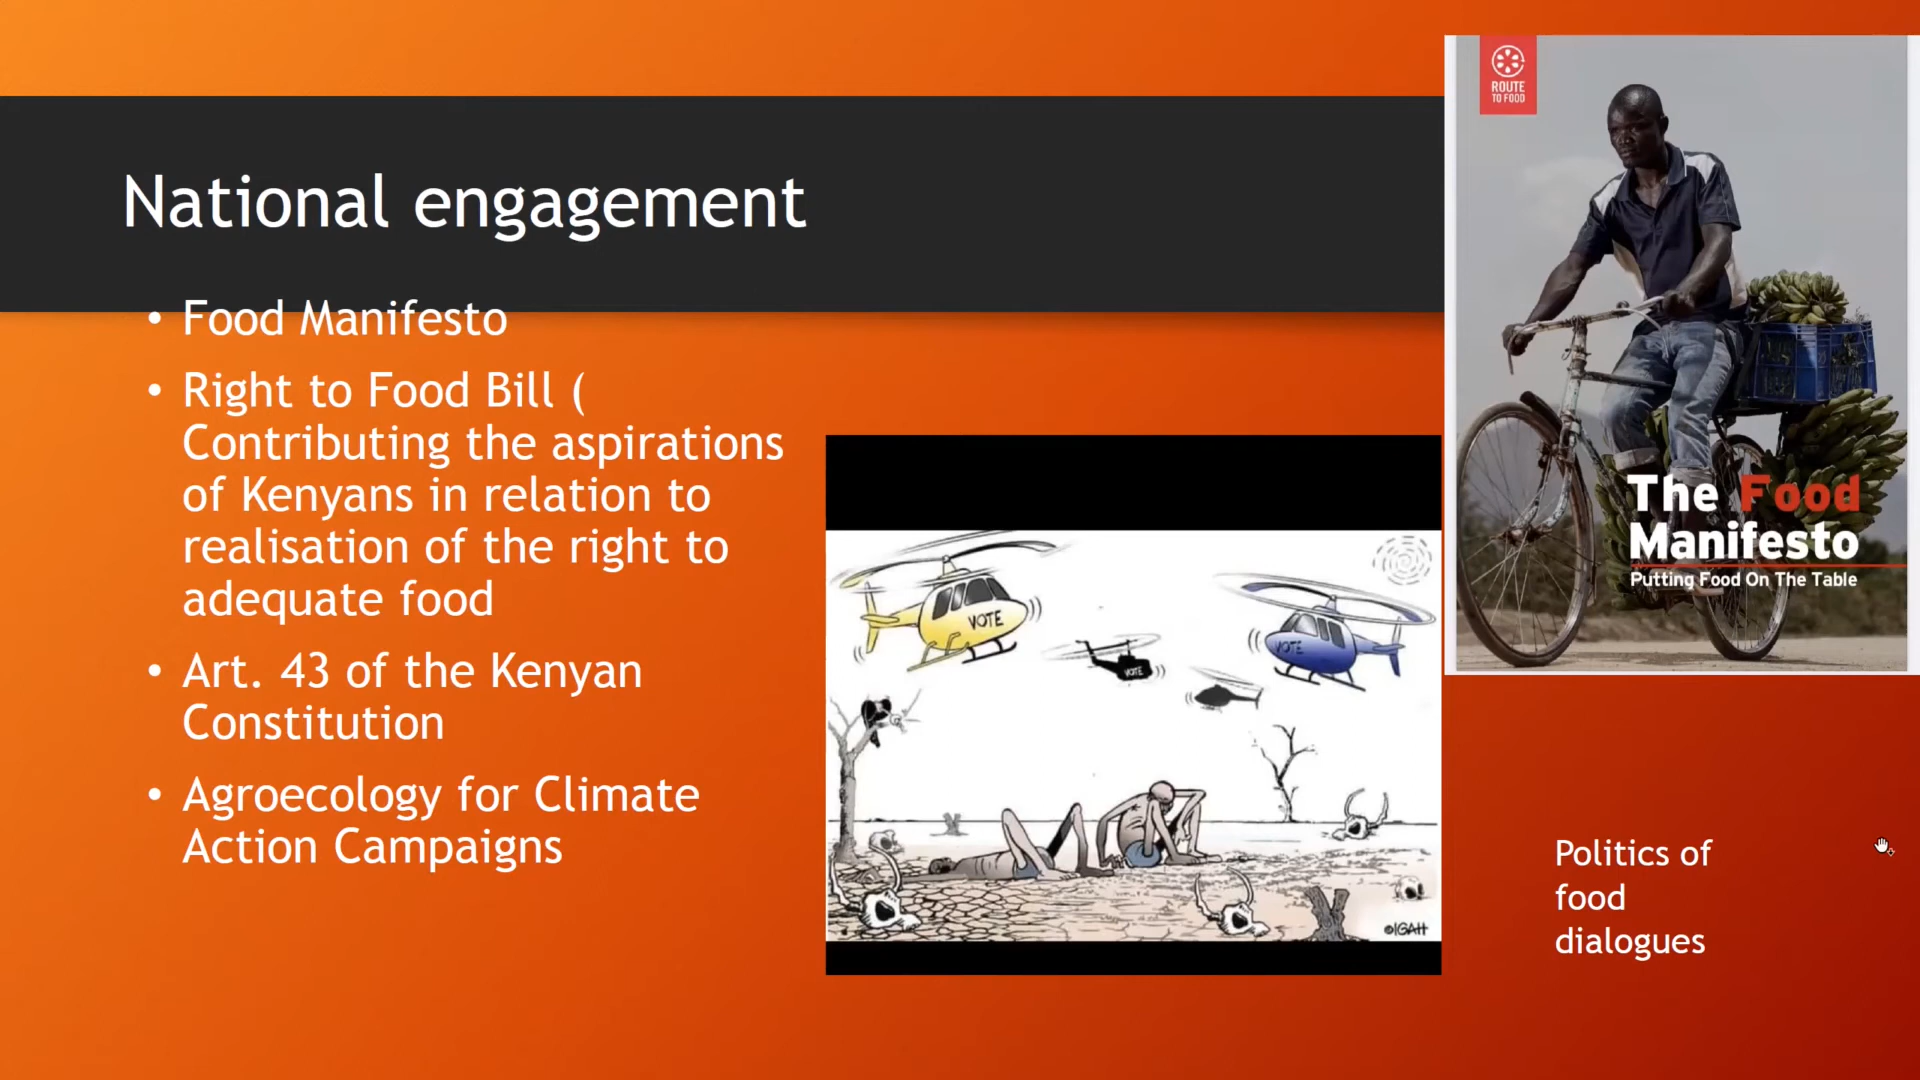 National engagement
• Food Manifesto
• Right to Food Bill (
Contributing the aspirations
of Kenyans in relation to
realisation of the right to
adequate food
• Art. 43 of the Kenyan
Constitution
• Agroecology for Climate
Action Campaigns
VOTE
VOTE
VOTE
©IGAH
ROUTE
TO FOOD
The Food
Manifesto
Putting Food On The Table
Politics of
food
dialogues